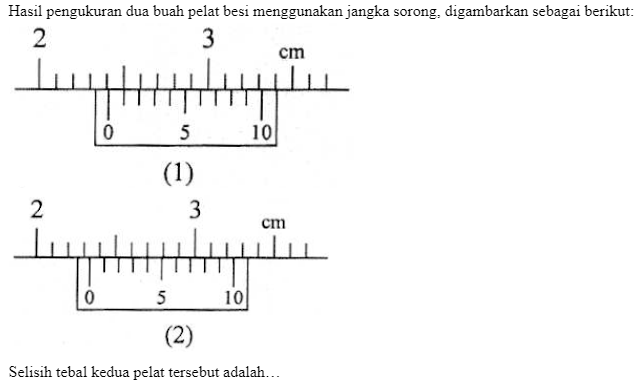 Hasil pengukuran dua buah pelat besi menggunakan jangka sorong, digambarkan sebagai berikut:
2 3 cm
0 5 10
(1)
2 3 cm
0 5 10
(2)
Selisih tebal kedua pelat tersebut adalah…